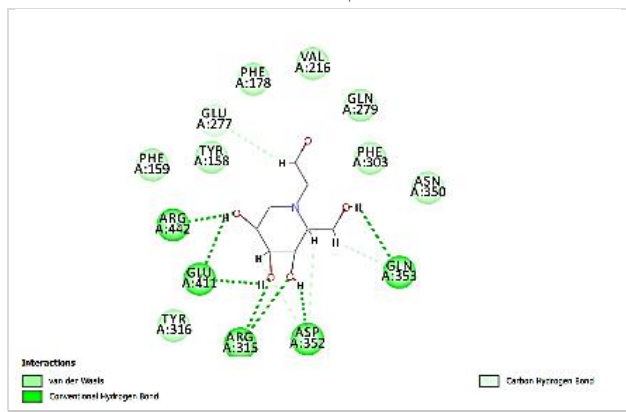 VAL
A:216
PHE
A:178
GLN
A:279
GLU
A:277
PHE
A:303
TYR
A:158
PHE
A:159
ASN
A:350
H
N
O
H
O
H
ARG
A:442
H
H
H
GLN
A:353
GLU
A:411
H
O
O
H
TYR
A:316
ARG
A:315
ASP
A:352
Interactions
van der Waals
Conventional Hydrogen Bond
Carbon Hydrogen Bond